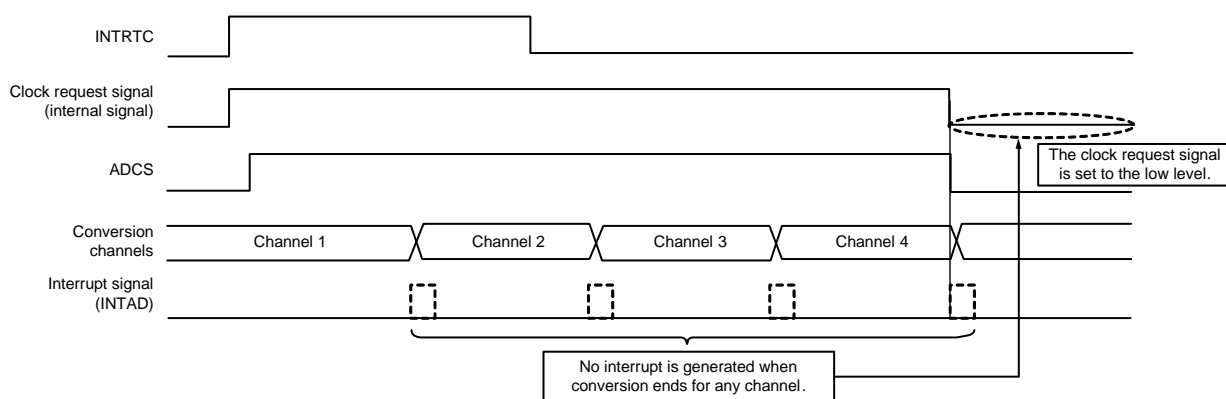 INTRTC
Clock request signal
(internal signal)
The clock request signal
is set to the low level.
ADCS
Conversion
channels
Channel 1
Channel 2
Channel 3
Channel 4
Interrupt signal
(INTAD)
No interrupt is generated when
conversion ends for any channel.